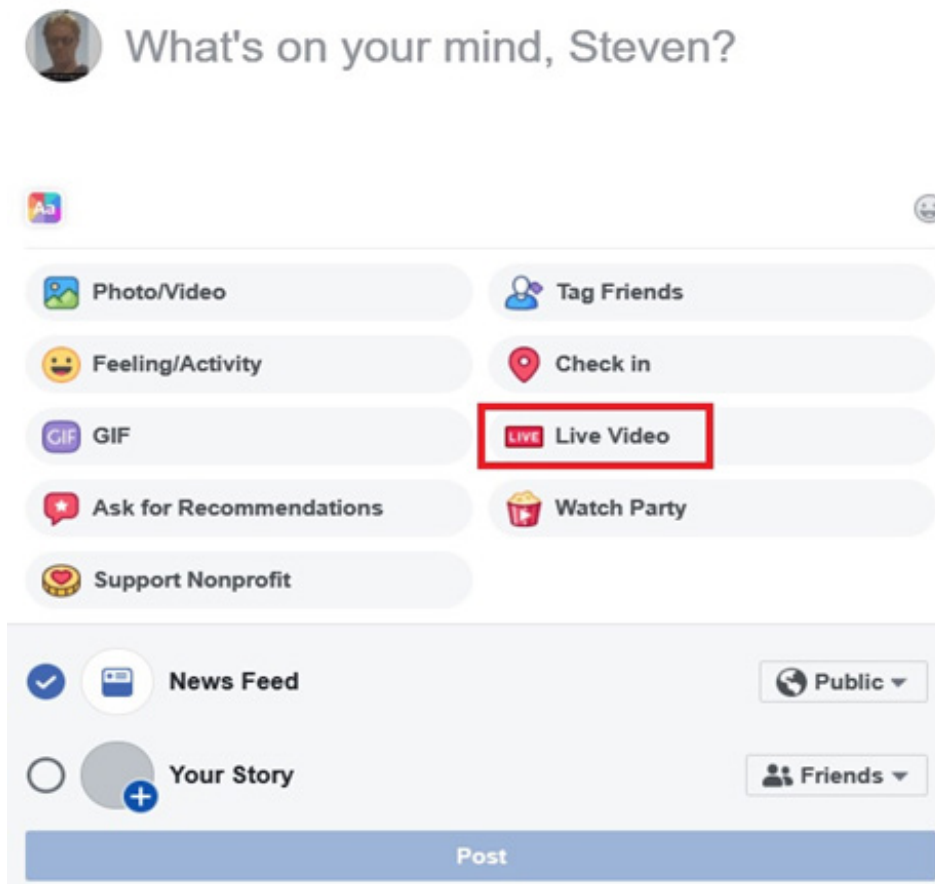 What's on your mind, Steven?
Aa
Photo/Video
Tag Friends
Feeling/Activity
Check in
GIF GIF
LIVE Live Video
Ask for Recommendations
Watch Party
Support Nonprofit
News Feed
Public
Your Story
Friends
Post